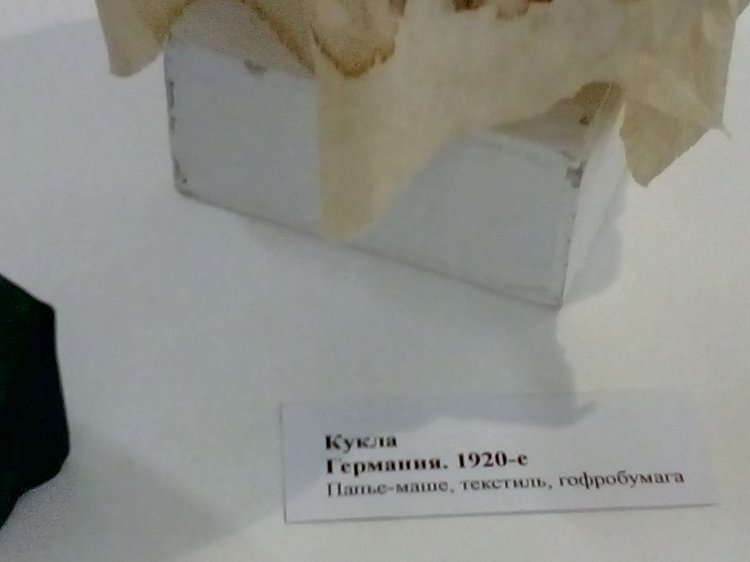 Кукла
Германия. 1920-е
Папье-маше, текстиль, гофробумага